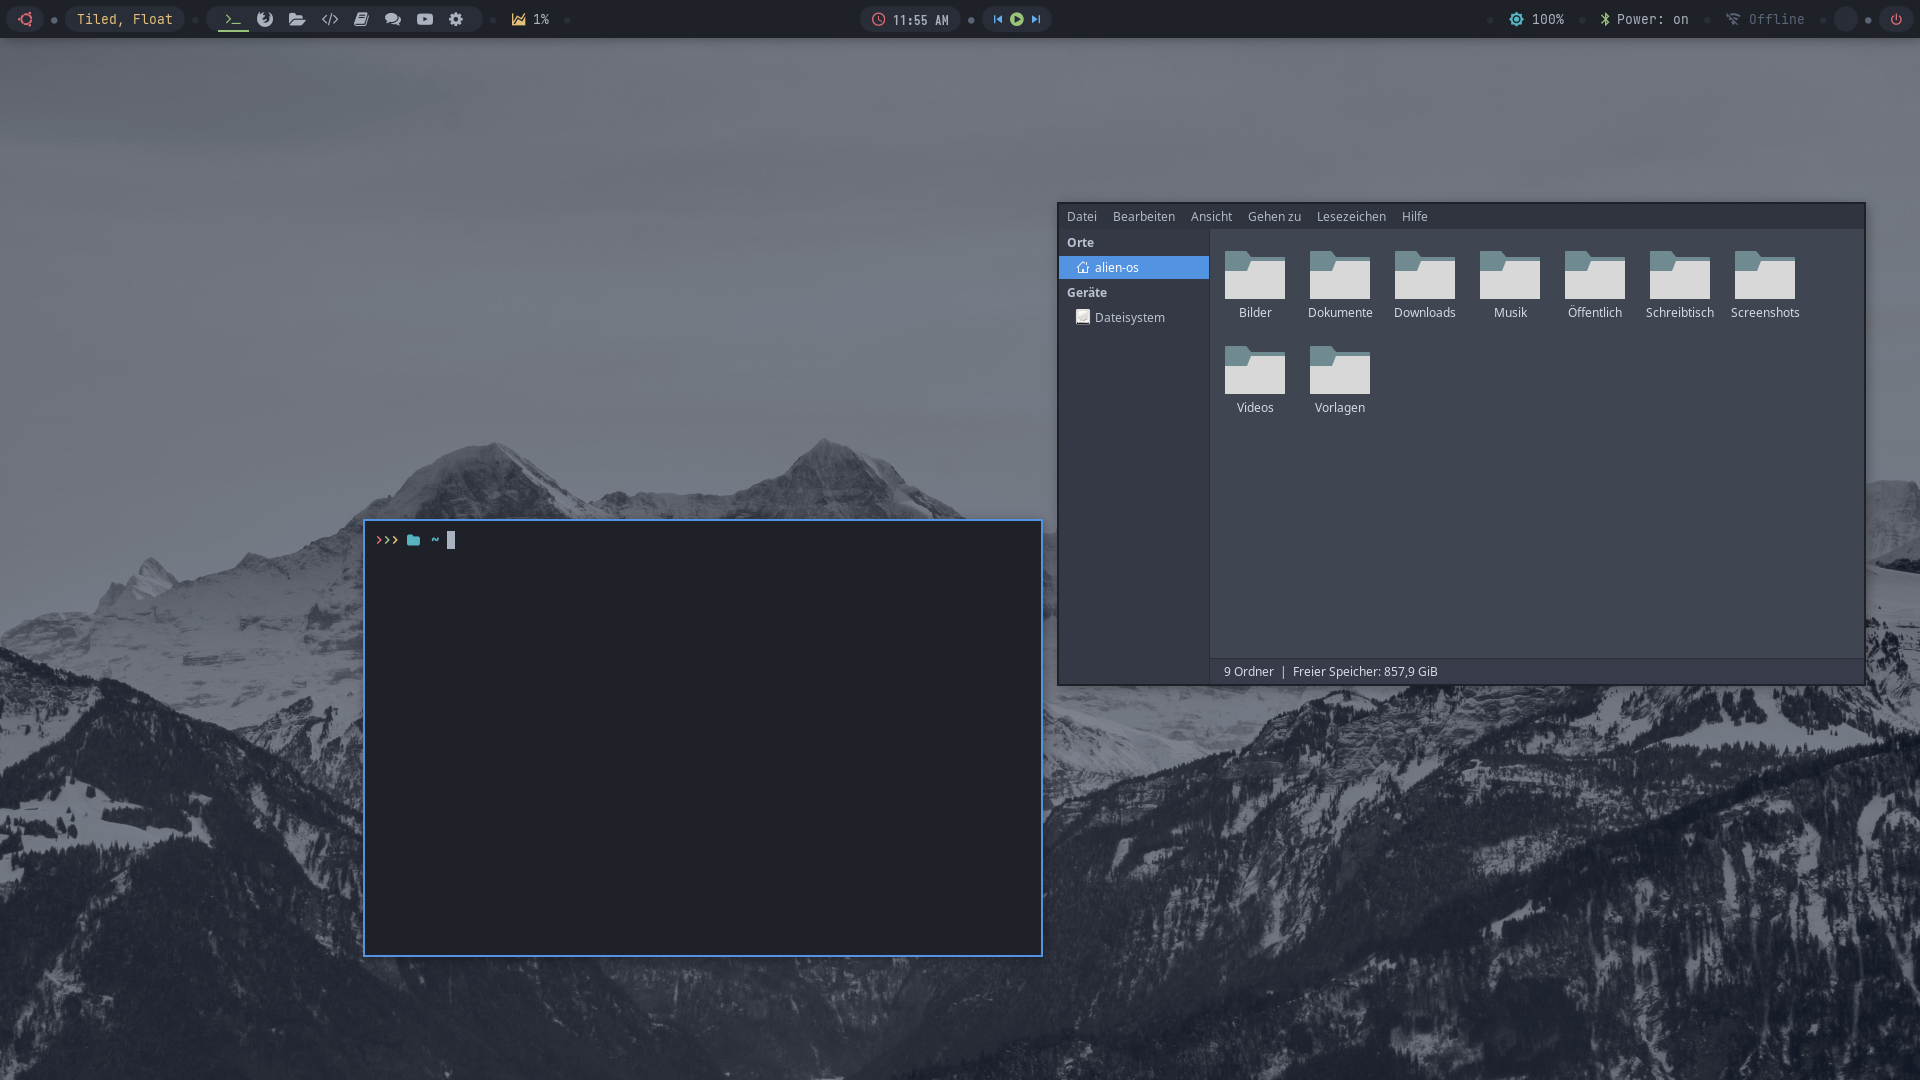 Tiled, Float
1%
11:55 AM
100%
Power: on
Offline
Datei Bearbeiten Ansicht Gehen zu Lesezeichen Hilfe
Orte
alien-os
Geräte
Dateisystem
Bilder Dokumente Downloads Musik Öffentlich Schreibtisch Screenshots
Videos Vorlagen
9 Ordner | Freier Speicher: 857,9 GiB
>>> ~